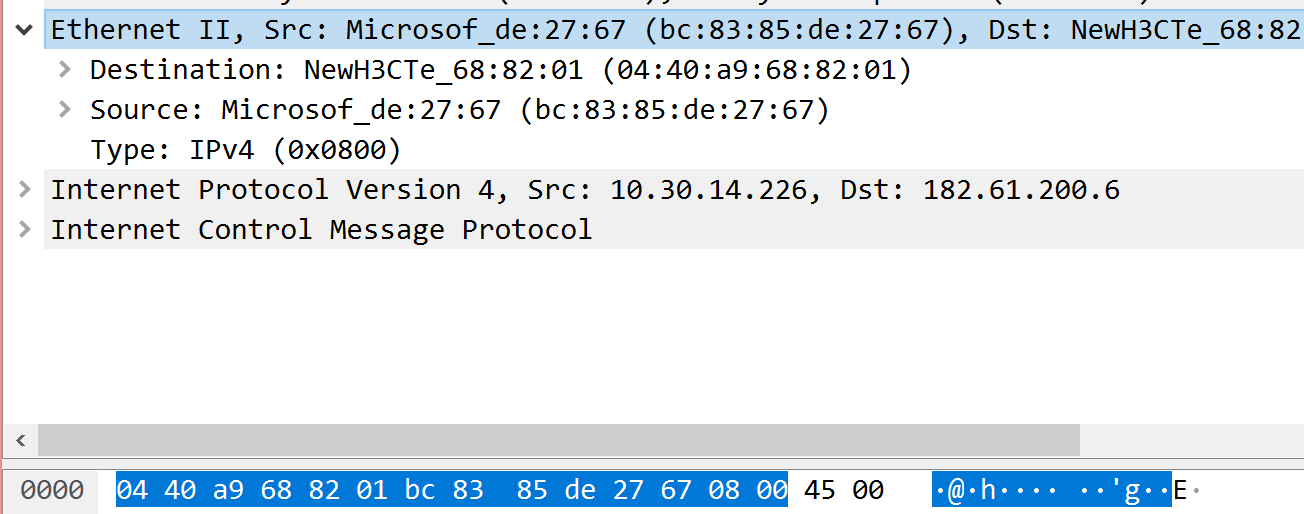 Ethernet II, Src: Microsof_de:27:67 (bc:83:85:de:27:67), Dst: NewH3CTe_68:82
Destination: NewH3CTe_68:82:01 (04:40:a9:68:82:01)
Source: Microsof_de:27:67 (bc:83:85:de:27:67)
Type: IPv4 (0x0800)
Internet Protocol Version 4, Src: 10.30.14.226, Dst: 182.61.200.6
Internet Control Message Protocol
0000 04 40 a9 68 82 01 bc 83 85 de 27 67 08 00 45 00 ·@·h···· ··'g··E·